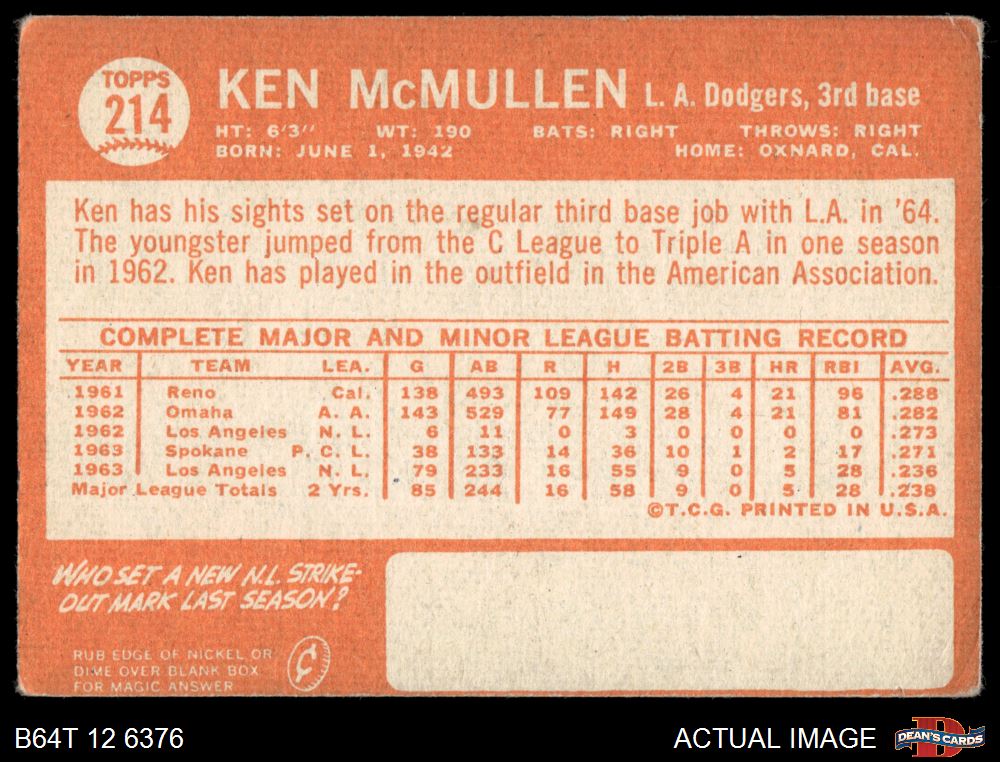 TOPPS
214
KEN McMULLEN L. A. Dodgers, 3rd base
HT: 6'3" WT: 190 BATS: RIGHT THROWS: RIGHT
BORN: JUNE 1, 1942 HOME: OXNARD, CAL.
Ken has his sights set on the regular third base job with L.A. in '64.
The youngster jumped from the C League to Triple A in one season
in 1962. Ken has played in the outfield in the American Association.
COMPLETE MAJOR AND MINOR LEAGUE BATTING RECORD
YEAR TEAM LEA. G AB R H 2B 3B HR RBI AVG.
1961 Reno Cal. 138 493 109 142 26 4 21 96 .288
1962 Omaha A. A. 143 529 77 149 28 4 21 81 .282
1962 Los Angeles N. L. 6 11 0 3 0 0 0 0 .273
1963 Spokane P. C. L. 38 133 14 36 10 1 2 17 .271
1963 Los Angeles N. L. 79 233 16 55 9 0 5 28 .236
Major League Totals 2 Yrs. 85 244 16 58 9 0 5 28 .238
©T.C.G. PRINTED IN U.S.A.
WHO SET A NEW N.L. STRIKE-
OUT MARK LAST SEASON?
RUB EDGE OF NICKEL OR
DIME OVER BLANK BOX
FOR MAGIC ANSWER
¢
B64T 12 6376 ACTUAL IMAGE
D
DEAN'S CARDS